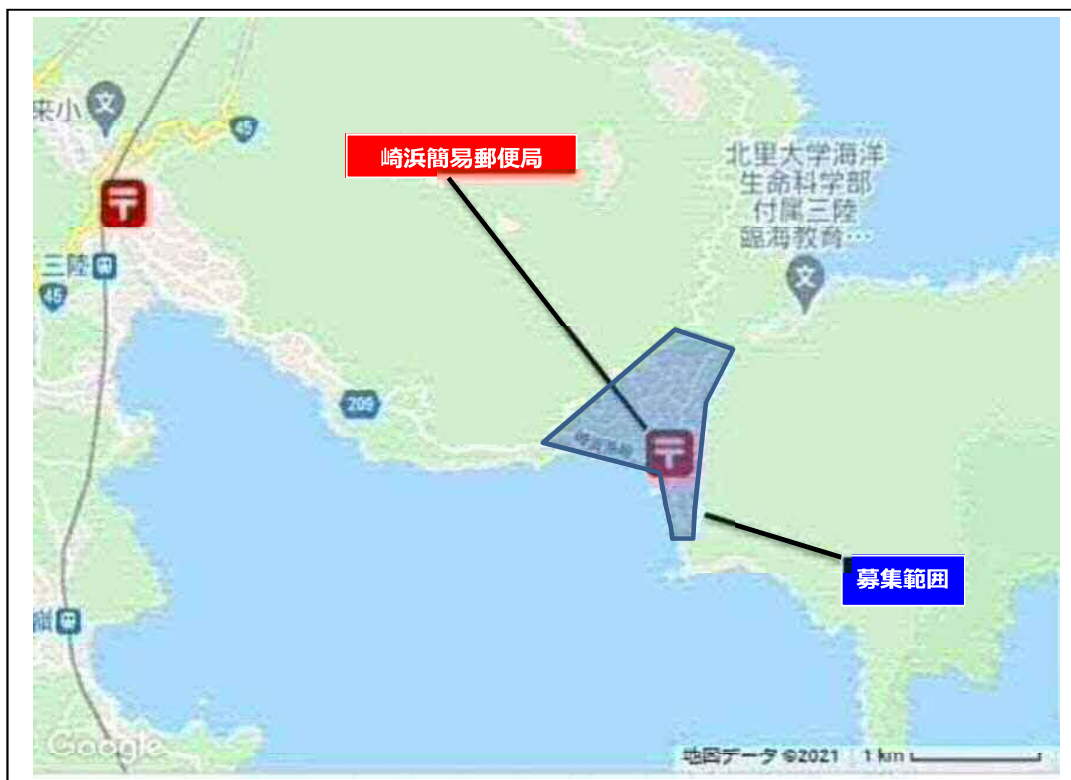 来小
45
崎浜簡易郵便局
北里大学海洋
生命科学部
付属三陸
臨海教育…
三陸
45
209
募集範囲
Google
地図データ ©2021
1 km